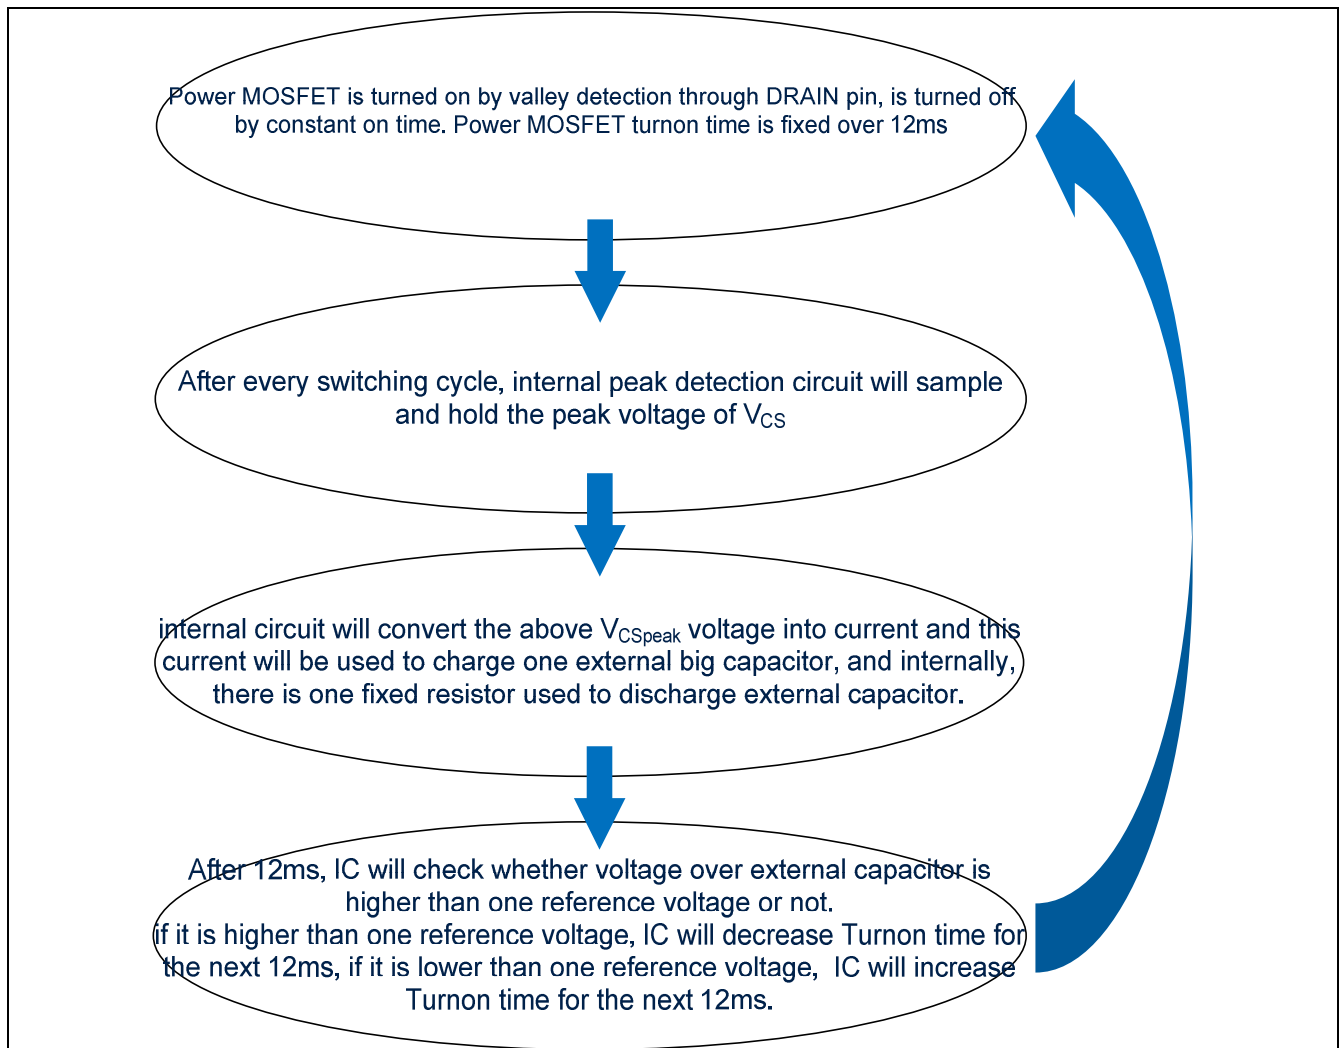 Power MOSFET is turned on by valley detection through DRAIN pin, is turned off
by constant on time. Power MOSFET turnon time is fixed over 12ms
After every switching cycle, internal peak detection circuit will sample
and hold the peak voltage of VCS
internal circuit will convert the above VCSpeak voltage into current and this
current will be used to charge one external big capacitor, and internally,
there is one fixed resistor used to discharge external capacitor.
After 12ms, IC will check whether voltage over external capacitor is
higher than one reference voltage or not.
if it is higher than one reference voltage, IC will decrease Turnon time for
the next 12ms, if it is lower than one reference voltage,  IC will increase
Turnon time for the next 12ms.